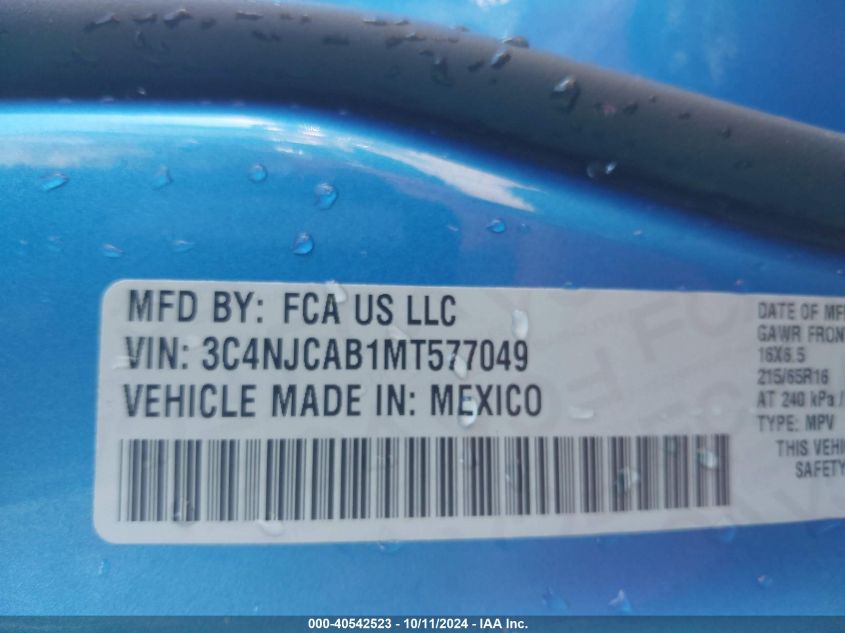 MFD BY: FCA US LLC
VIN: 3C4NJCAB1MT577049
VEHICLE MADE IN: MEXICO
DATE OF MF
GAWR FRON
16X6.5
215/65R16
AT 240 kPa /
TYPE: MPV
THIS VEHI
SAFETY
000-40542523 - 10/11/2024 - IAA Inc.